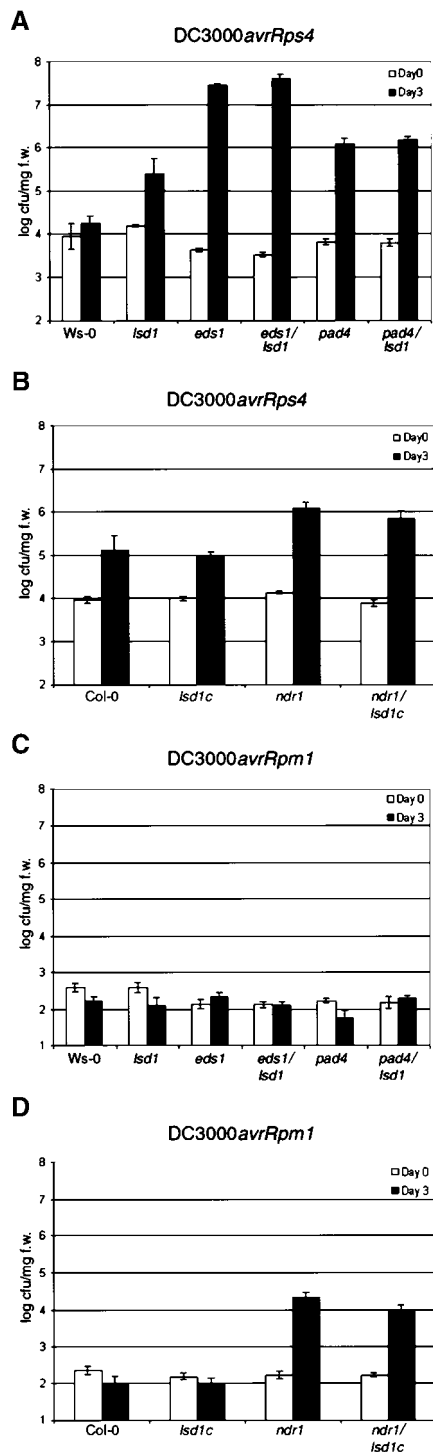 A
DC3000avrRps4
log cfu/mg f.w.
8
7
6
5
4
3
2
Day0
Day3
Ws-0 lsd1 eds1 eds1/ pad4 pad4/
lsd1 lsd1
B
DC3000avrRps4
log cfu/mg f.w.
8
7
6
5
4
3
2
Day0
Day3
Col-0 lsd1c ndr1 ndr1/
lsd1c
C
DC3000avrRpm1
log cfu/mg f.w.
8
7
6
5
4
3
2
1
Day 0
Day 3
Ws-0 lsd1 eds1 eds1/ pad4 pad4/
lsd1 lsd1
D
DC3000avrRpm1
log cfu/mg f.w.
8
7
6
5
4
3
2
1
Day 0
Day 3
Col-0 lsd1c ndr1 ndr1/
lsd1c